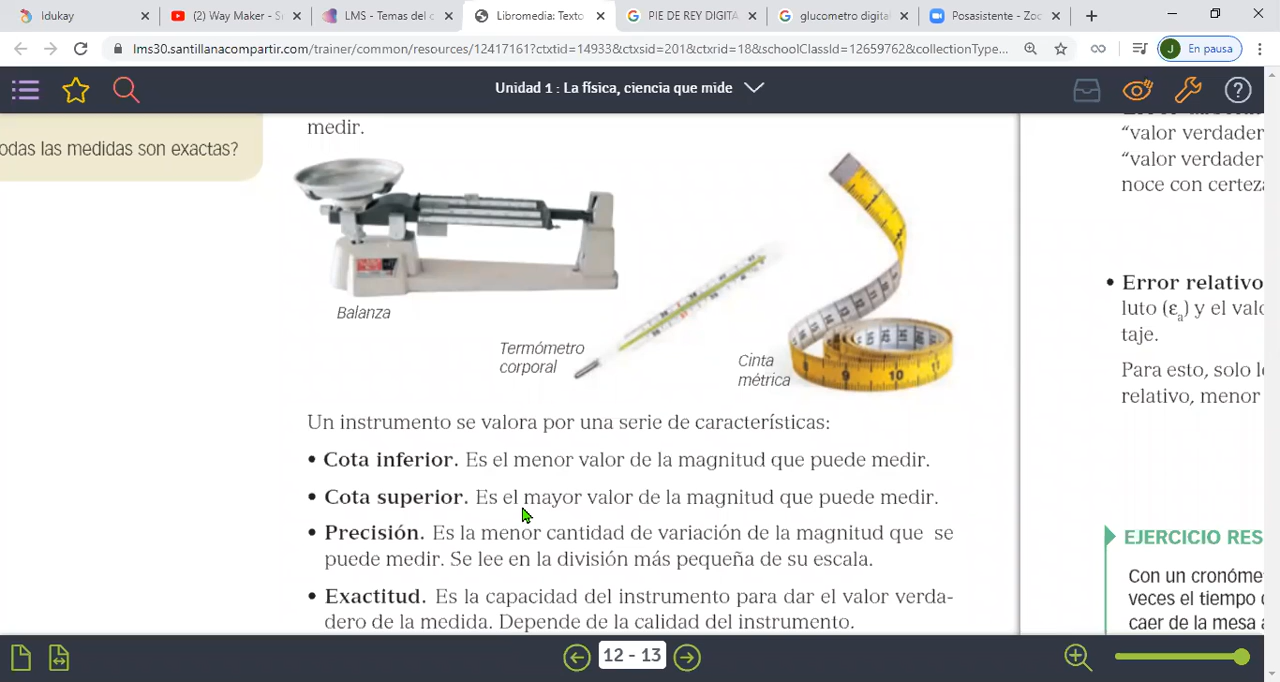 Idukay
(2) Way Maker - S
LMS - Temas del c
Libromedia: Texto
PIE DE REY DIGITA
glucometro digital
Posasistente - Zoo
lms30.santillanacompartir.com/trainer/common/resources/12417161?ctxtid=14933&ctxsid=201&ctxrid=18&schoolClassId=12659762&collectionType...
J En pausa
Unidad 1 : La física, ciencia que mide
medir.
odas las medidas son exactas?
Balanza
Termómetro
corporal
Cinta
métrica
Un instrumento se valora por una serie de características:
• Cota inferior. Es el menor valor de la magnitud que puede medir.
• Cota superior. Es el mayor valor de la magnitud que puede medir.
• Precisión. Es la menor cantidad de variación de la magnitud que se
puede medir. Se lee en la división más pequeña de su escala.
• Exactitud. Es la capacidad del instrumento para dar el valor verda-
dero de la medida. Depende de la calidad del instrumento.
“valor verdader
“valor verdader
noce con certeza
• Error relativo
luto (εa) y el valo
taje.
Para esto, solo l
relativo, menor
EJERCICIO RES
Con un cronóme
veces el tiempo
caer de la mesa a
12 - 13